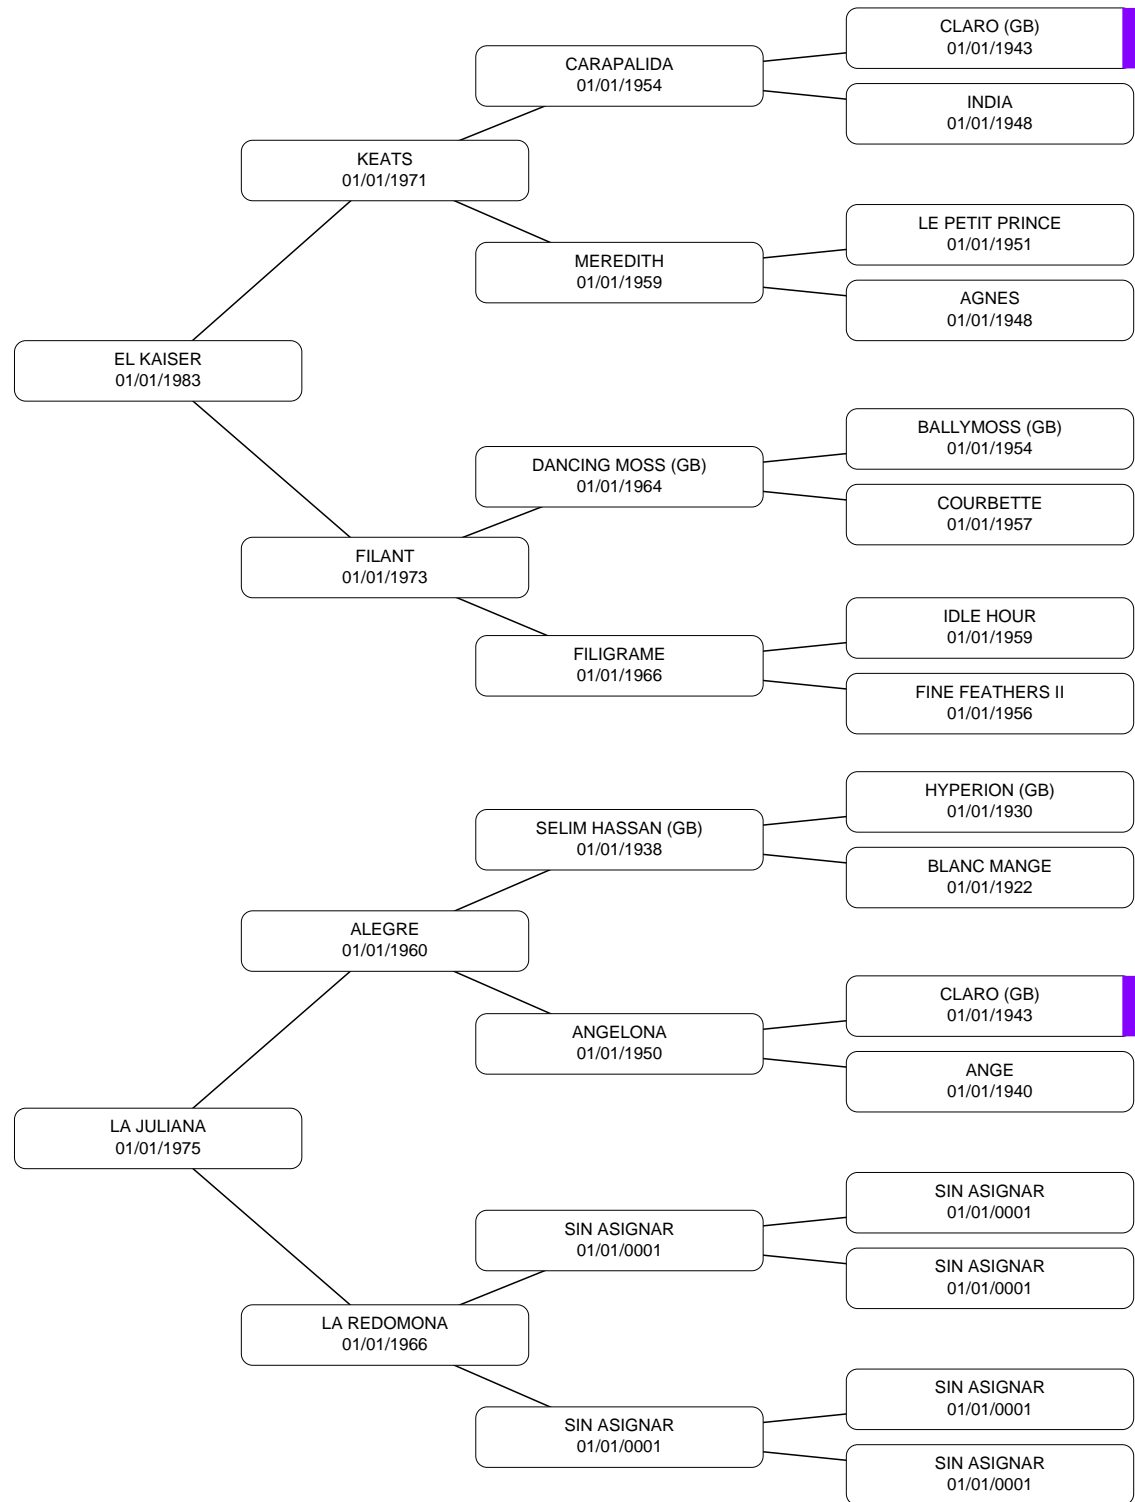 CLARO (GB)
01/01/1943
CARAPALIDA
01/01/1954
INDIA
01/01/1948
KEATS
01/01/1971
LE PETIT PRINCE
01/01/1951
MEREDITH
01/01/1959
AGNES
01/01/1948
EL KAISER
01/01/1983
BALLYMOSS (GB)
01/01/1954
DANCING MOSS (GB)
01/01/1964
COURBETTE
01/01/1957
FILANT
01/01/1973
IDLE HOUR
01/01/1959
FILIGRAME
01/01/1966
FINE FEATHERS II
01/01/1956
HYPERION (GB)
01/01/1930
SELIM HASSAN (GB)
01/01/1938
BLANC MANGE
01/01/1922
ALEGRE
01/01/1960
CLARO (GB)
01/01/1943
ANGELONA
01/01/1950
ANGE
01/01/1940
LA JULIANA
01/01/1975
SIN ASIGNAR
01/01/0001
SIN ASIGNAR
01/01/0001
SIN ASIGNAR
01/01/0001
LA REDOMONA
01/01/1966
SIN ASIGNAR
01/01/0001
SIN ASIGNAR
01/01/0001
SIN ASIGNAR
01/01/0001